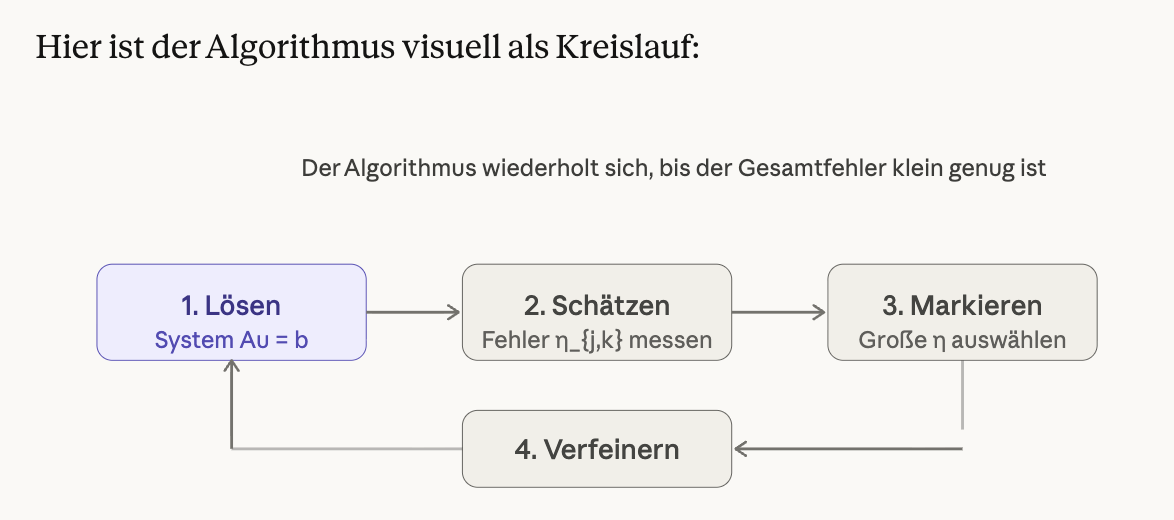 Hier ist der Algorithmus visuell als Kreislauf:
Der Algorithmus wiederholt sich, bis der Gesamtfehler klein genug ist
1. Lösen
System Au = b
2. Schätzen
Fehler η_{j,k} messen
3. Markieren
Große η auswählen
4. Verfeinern